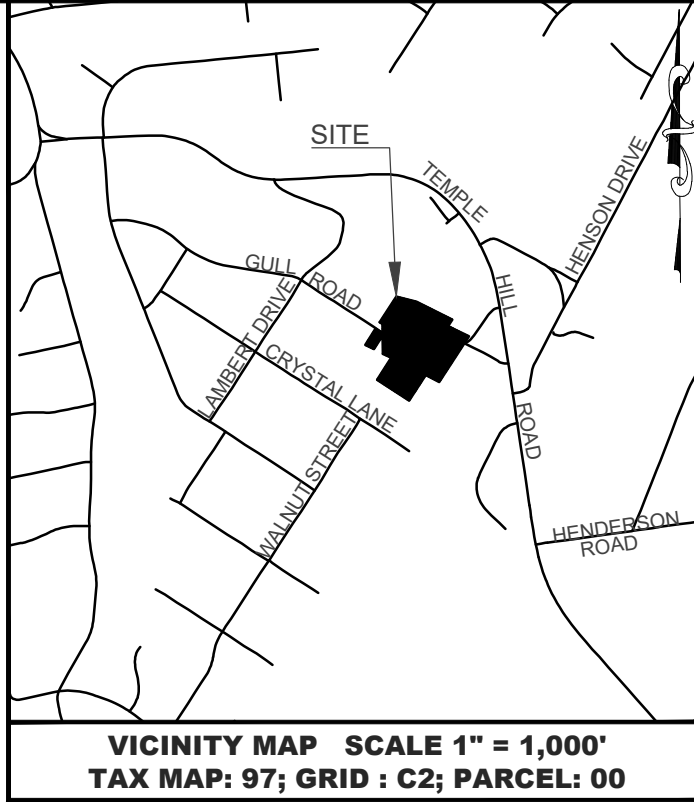 SITE
TEMPLE
HILL
ROAD
HENSON DRIVE
GULL ROAD
LAMBERT DRIVE
CRYSTAL LANE
WALNUT STREET
HENDERSON
ROAD
VICINITY MAP SCALE 1" = 1,000'
TAX MAP: 97; GRID : C2; PARCEL: 00